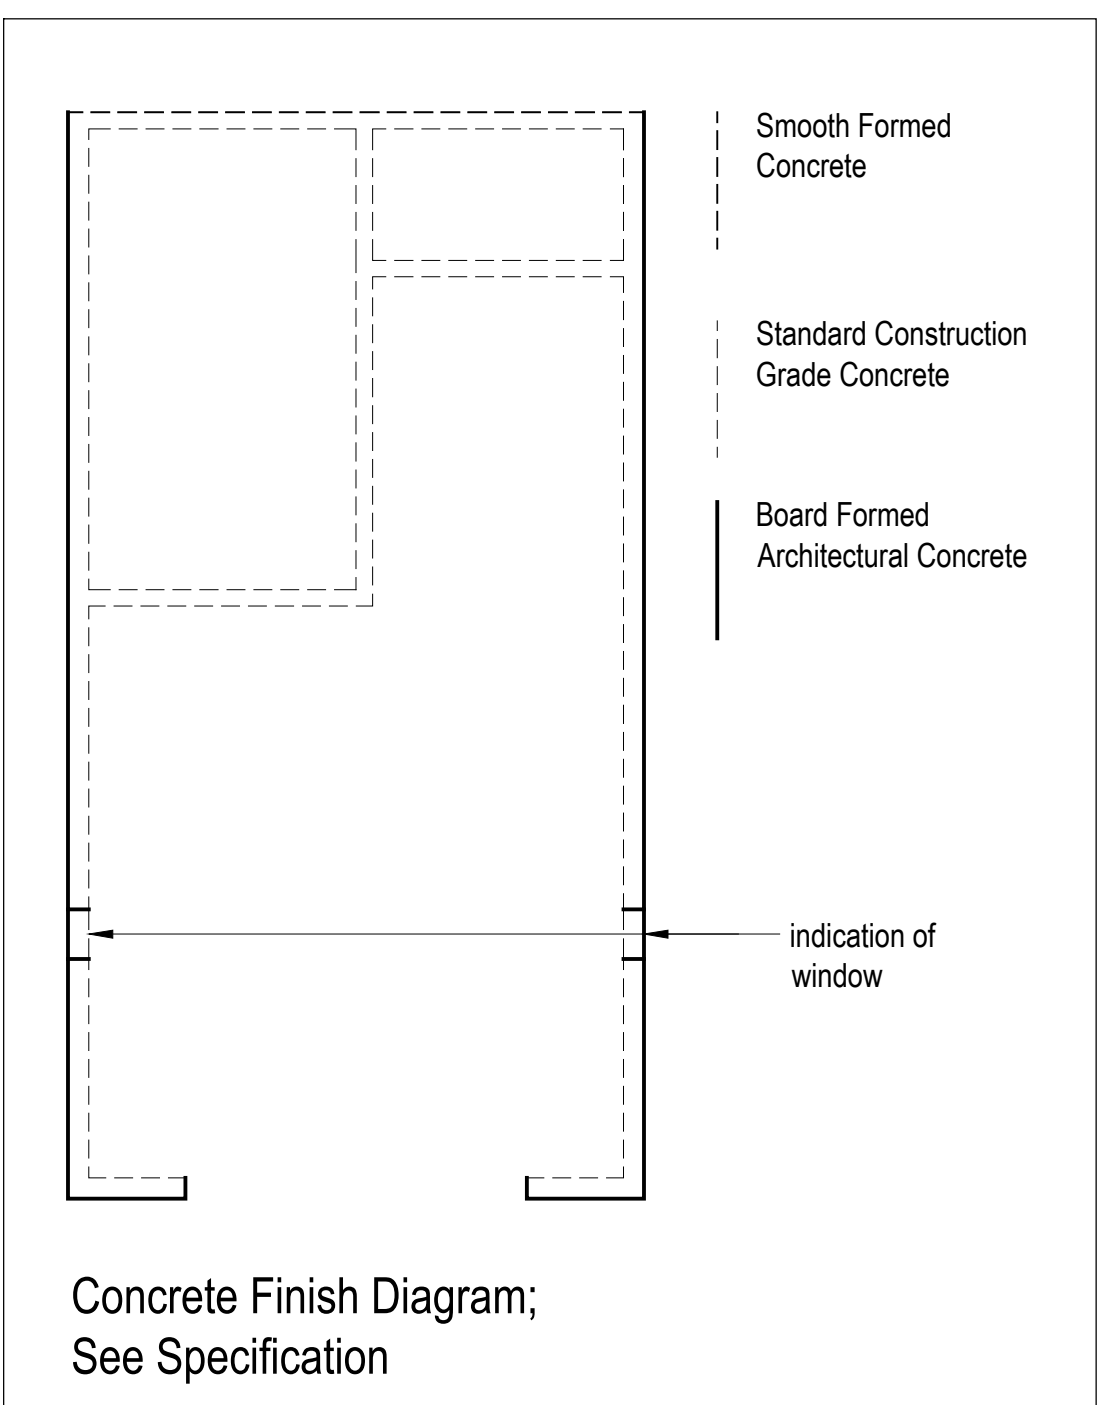 Smooth Formed
Concrete
Standard Construction
Grade Concrete
Board Formed
Architectural Concrete
indication of
window
Concrete Finish Diagram;
See Specification